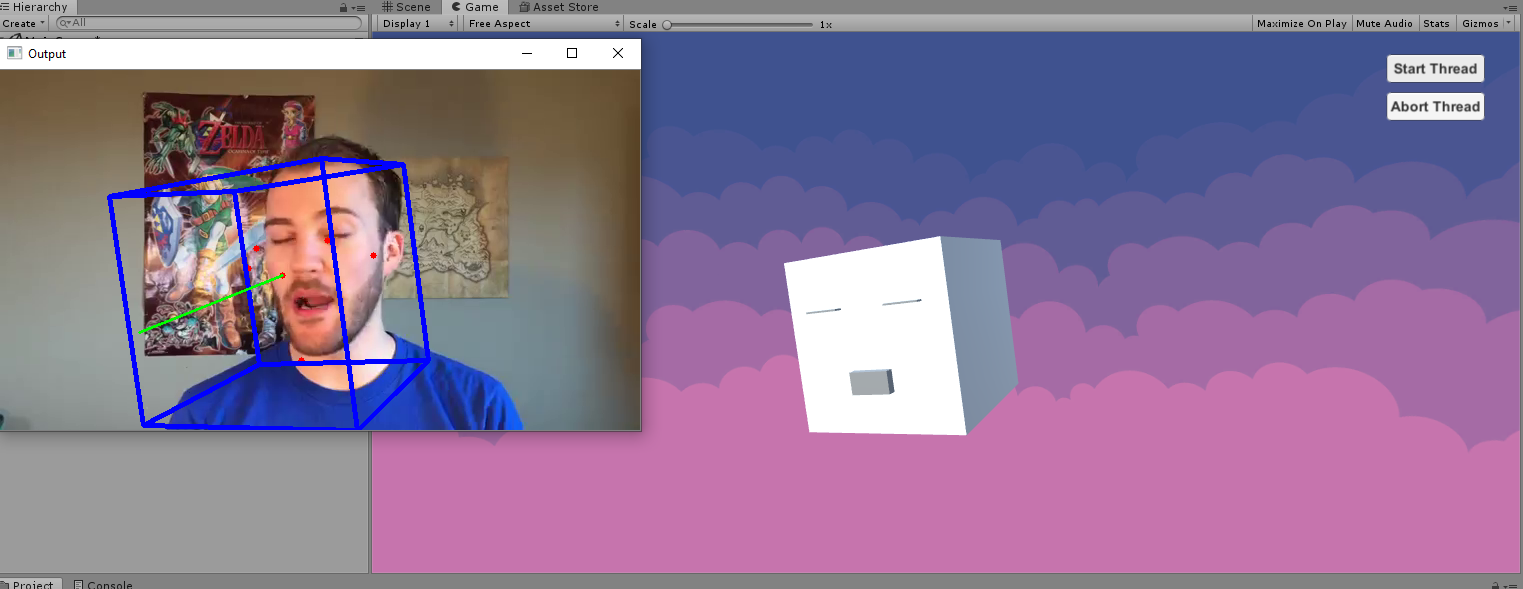 Hierarchy
Scene
Game
Asset Store
Create
All
Display 1
Free Aspect
Scale
1x
Maximize On Play
Mute Audio
Stats
Gizmos
Output
ZELDA
Start Thread
Abort Thread
Project
Console